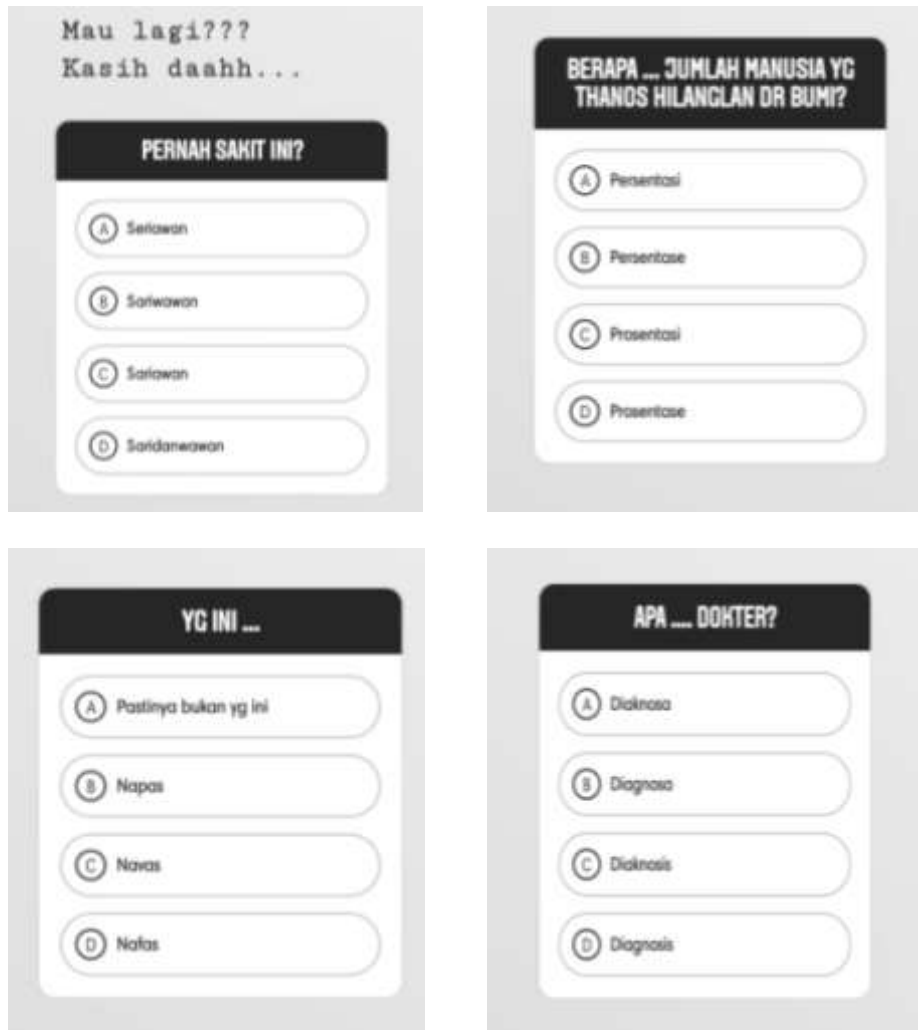 Mau lagi???
Kasih daahh...
PERNAH SAKIT INI?
A Seriawan
B Sariwawan
C Sariawan
D Saridanwawan
BERAPA .... JUMLAH MANUSIA YG
THANOS HILANGLAN DR BUMI?
A Persentasi
B Persentase
C Prosentasi
D Prosentase
YG INI ...
A Pastinya bukan yg ini
B Napas
C Navas
D Nafas
APA .... DOKTER?
A Diaknosa
B Diagnosa
C Diaknosis
D Diagnosis